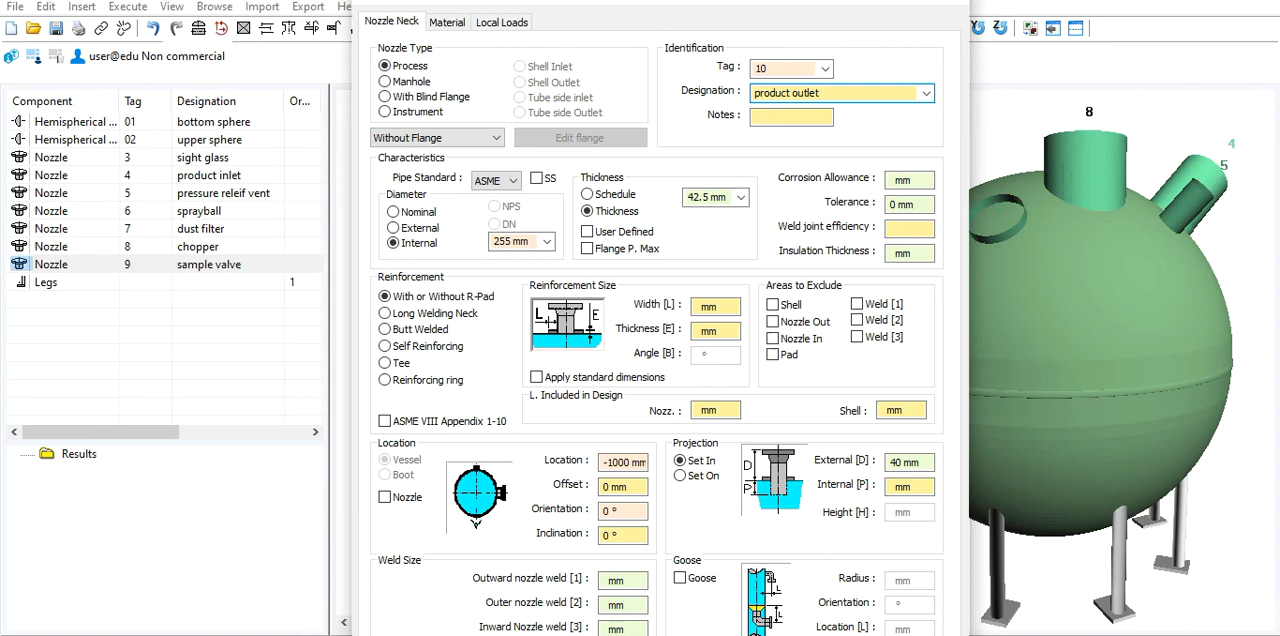 File Edit Insert Execute View Browse Import Export He
user@edu Non commercial
Component Tag Designation Or...
Hemispherical ... 01 bottom sphere
Hemispherical ... 02 upper sphere
Nozzle 3 sight glass
Nozzle 4 product inlet
Nozzle 5 pressure releif vent
Nozzle 6 sprayball
Nozzle 7 dust filter
Nozzle 8 chopper
Nozzle 9 sample valve
Legs 1
Results
Nozzle Neck Material Local Loads
Nozzle Type
Process
Manhole
With Blind Flange
Instrument
Shell Inlet
Shell Outlet
Tube side inlet
Tube side Outlet
Without Flange Edit flange
Identification
Tag : 10
Designation : product outlet
Notes :
Characteristics
Pipe Standard : ASME SS
Diameter
Nominal
External
Internal
NPS
DN
255 mm
Thickness
Schedule
Thickness
42.5 mm
User Defined
Flange P. Max
Corrosion Allowance : mm
Tolerance : 0 mm
Weld joint efficiency :
Insulation Thickness : mm
Reinforcement
With or Without R-Pad
Long Welding Neck
Butt Welded
Self Reinforcing
Tee
Reinforcing ring
ASME VIII Appendix 1-10
Reinforcement Size
L E
Width [L] : mm
Thickness [E] : mm
Angle [B] : °
Apply standard dimensions
Areas to Exclude
Shell
Nozzle Out
Nozzle In
Pad
Weld [1]
Weld [2]
Weld [3]
L. Included in Design
Nozz. : mm Shell : mm
Location
Vessel
Boot
Nozzle
Location : -1000 mm
Offset : 0 mm
Orientation : 0 °
Inclination : 0 °
Projection
Set In
Set On
D
P
External [D] : 40 mm
Internal [P] : mm
Height [H] : mm
Weld Size
Outward nozzle weld [1] : mm
Outer nozzle weld [2] : mm
Inward Nozzle weld [3] : mm
Goose
Goose
L
L
Radius : mm
Orientation : °
Location [L] : mm
Y Z
8
4
5